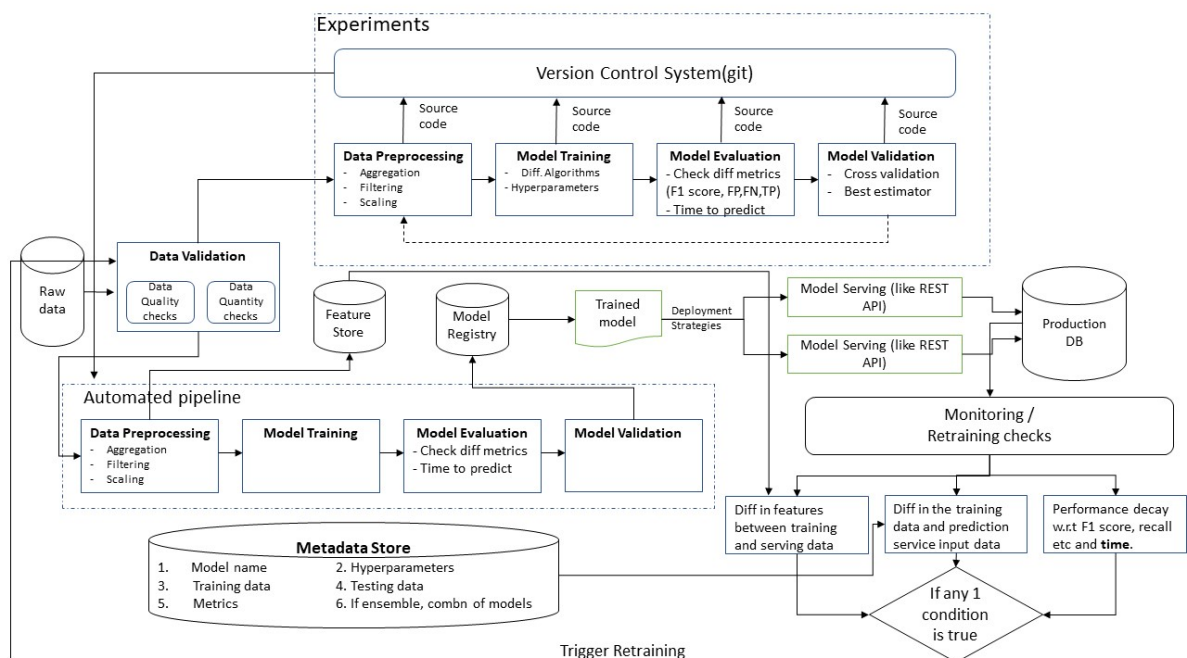 Experiments
Version Control System(git)
Source
code
Source
code
Source
code
Source
code
Data Preprocessing
- Aggregation
- Filtering
- Scaling
Model Training
- Diff. Algorithms
- Hyperparameters
Model Evaluation
- Check diff metrics
(F1 score, FP,FN,TP)
- Time to predict
Model Validation
- Cross validation
- Best estimator
Raw
data
Data Validation
Data
Quality
checks
Data
Quantity
checks
Feature
Store
Model
Registry
Trained
model
Deployment
Strategies
Model Serving (like REST
API)
Model Serving (like REST
API)
Production
DB
Automated pipeline
Data Preprocessing
- Aggregation
- Filtering
- Scaling
Model Training
Model Evaluation
- Check diff metrics
- Time to predict
Model Validation
Monitoring /
Retraining checks
Diff in features
between training
and serving data
Diff in the training
data and prediction
service input data
Performance decay
w.r.t F1 score, recall
etc and time.
Metadata Store
1. Model name 2. Hyperparameters
3. Training data 4. Testing data
5. Metrics 6. If ensemble, combn of models
If any 1
condition
is true
Trigger Retraining